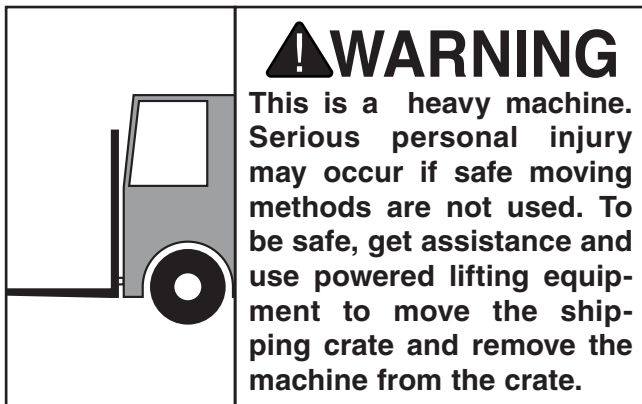 WARNING
This is a heavy machine.
Serious personal injury
may occur if safe moving
methods are not used. To
be safe, get assistance and
use powered lifting equip-
ment to move the ship-
ping crate and remove the
machine from the crate.